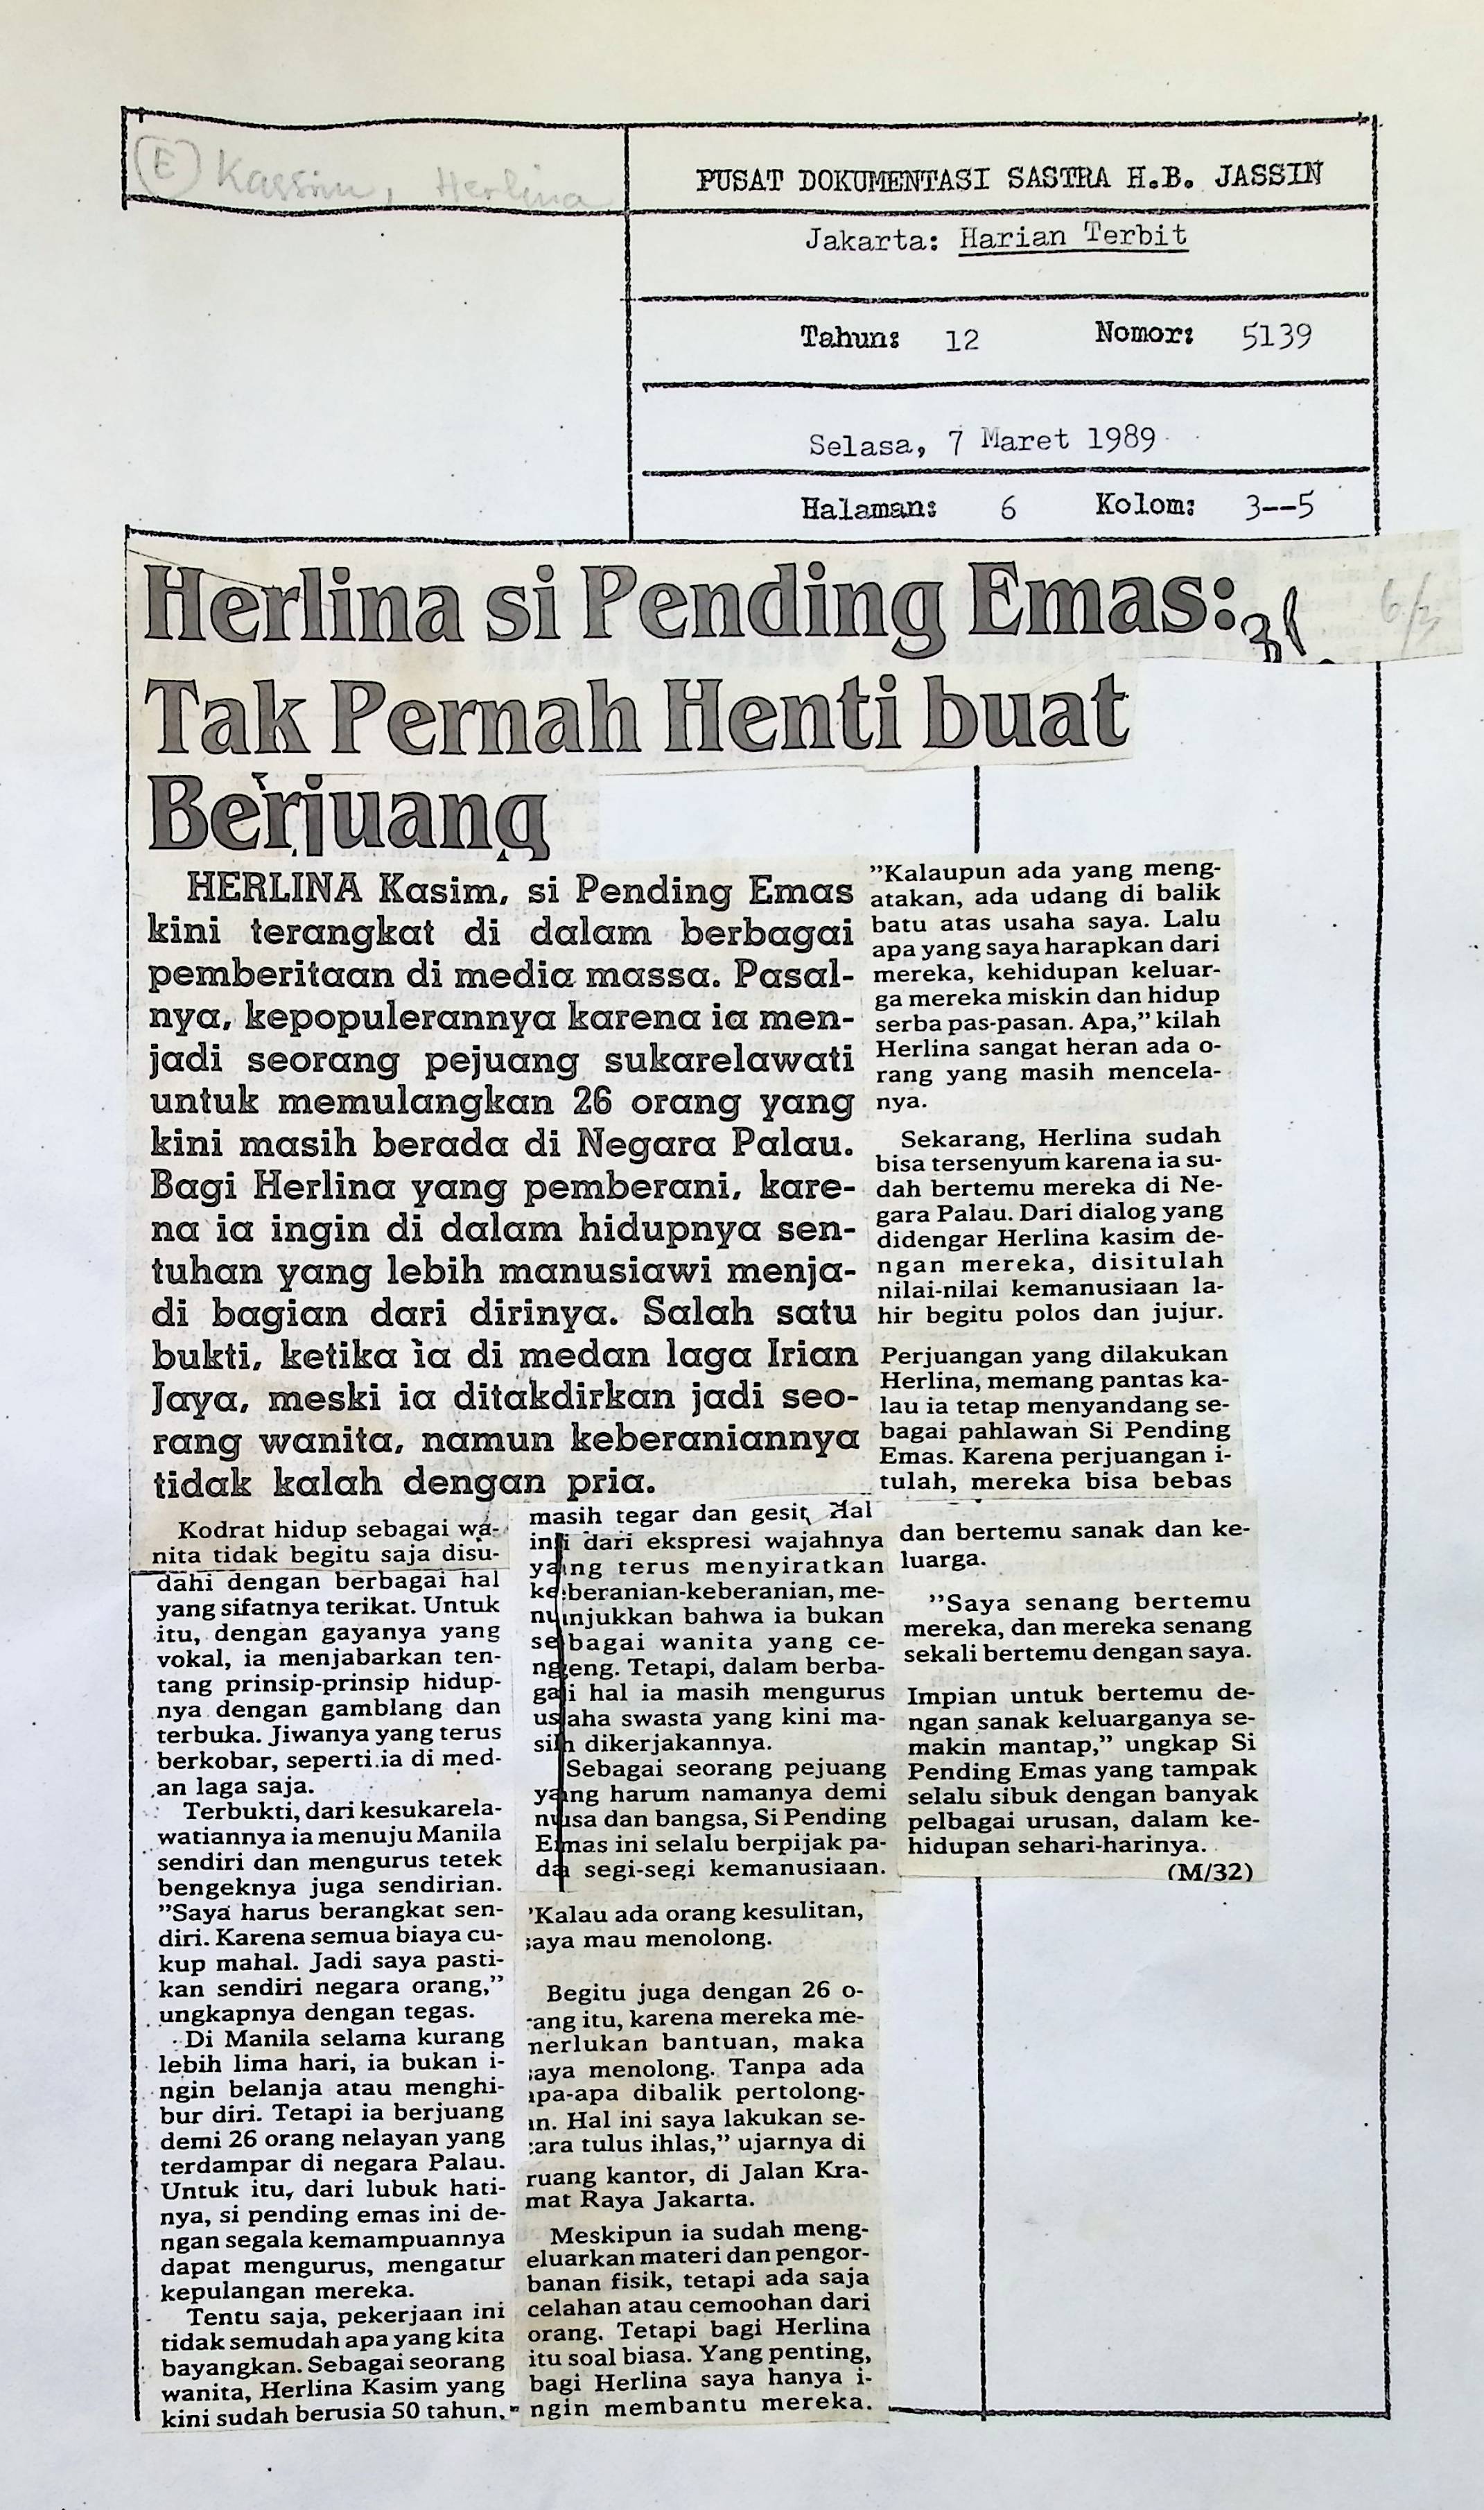 E Kassim, Herlina
PUSAT DOKUMENTASI SASTRA H.B. JASSIN
Jakarta: Harian Terbit
Tahun: 12 Nomor: 5139
Selasa, 7 Maret 1989
Halaman: 6 Kolom: 3--5
6/3
Herlina si Pending Emas:
Tak Pernah Henti buat
Berjuang
HERLINA Kasim, si Pending Emas
kini terangkat di dalam berbagai
pemberitaan di media massa. Pasal-
nya, kepopulerannya karena ia men-
jadi seorang pejuang sukarelawati
untuk memulangkan 26 orang yang
kini masih berada di Negara Palau.
Bagi Herlina yang pemberani, kare-
na ia ingin di dalam hidupnya sen-
tuhan yang lebih manusiawi menja-
di bagian dari dirinya. Salah satu
bukti, ketika ia di medan laga Irian
Jaya, meski ia ditakdirkan jadi seo-
rang wanita, namun keberaniannya
tidak kalah dengan pria.
Kodrat hidup sebagai wa-
nita tidak begitu saja disu-
dahi dengan berbagai hal
yang sifatnya terikat. Untuk
itu, dengan gayanya yang
vokal, ia menjabarkan ten-
tang prinsip-prinsip hidup-
nya dengan gamblang dan
terbuka. Jiwanya yang terus
berkobar, seperti ia di med-
an laga saja.
Terbukti, dari kesukarela-
watiannya ia menuju Manila
sendiri dan mengurus tetek
bengeknya juga sendirian.
"Saya harus berangkat sen-
diri. Karena semua biaya cu-
kup mahal. Jadi saya pasti-
kan sendiri negara orang,"
ungkapnya dengan tegas.
Di Manila selama kurang
lebih lima hari, ia bukan i-
ngin belanja atau menghi-
bur diri. Tetapi ia berjuang
demi 26 orang nelayan yang
terdampar di negara Palau.
Untuk itu, dari lubuk hati-
nya, si pending emas ini de-
ngan segala kemampuannya
dapat mengurus, mengatur
kepulangan mereka.
Tentu saja, pekerjaan ini
tidak semudah apa yang kita
bayangkan. Sebagai seorang
wanita, Herlina Kasim yang
kini sudah berusia 50 tahun,
masih tegar dan gesit, Hal
ini dari ekspresi wajahnya
yang terus menyiratkan
keberanian-keberanian, me-
nunjukkan bahwa ia bukan
sebagai wanita yang ce-
ngeng. Tetapi, dalam berba-
gai hal ia masih mengurus
usaha swasta yang kini ma-
sih dikerjakannya.
Sebagai seorang pejuang
yang harum namanya demi
nusa dan bangsa, Si Pending
Emas ini selalu berpijak pa-
da segi-segi kemanusiaan.
'Kalau ada orang kesulitan,
saya mau menolong.
Begitu juga dengan 26 o-
rang itu, karena mereka me-
merlukan bantuan, maka
saya menolong. Tanpa ada
apa-apa dibalik pertolong-
an. Hal ini saya lakukan se-
cara tulus ihlas," ujarnya di
ruang kantor, di Jalan Kra-
mat Raya Jakarta.
Meskipun ia sudah meng-
eluarkan materi dan pengor-
banan fisik, tetapi ada saja
celahan atau cemoohan dari
orang. Tetapi bagi Herlina
itu soal biasa. Yang penting,
bagi Herlina saya hanya i-
ngin membantu mereka.
"Kalaupun ada yang meng-
atakan, ada udang di balik
batu atas usaha saya. Lalu
apa yang saya harapkan dari
mereka, kehidupan keluar-
ga mereka miskin dan hidup
serba pas-pasan. Apa," kilah
Herlina sangat heran ada o-
rang yang masih mencela-
nya.
Sekarang, Herlina sudah
bisa tersenyum karena ia su-
dah bertemu mereka di Ne-
gara Palau. Dari dialog yang
didengar Herlina kasim de-
ngan mereka, disitulah
nilai-nilai kemanusiaan la-
hir begitu polos dan jujur.
Perjuangan yang dilakukan
Herlina, memang pantas ka-
lau ia tetap menyandang se-
bagai pahlawan Si Pending
Emas. Karena perjuangan i-
tulah, mereka bisa bebas
dan bertemu sanak dan ke-
luarga.
"Saya senang bertemu
mereka, dan mereka senang
sekali bertemu dengan saya.
Impian untuk bertemu de-
ngan sanak keluarganya se-
makin mantap," ungkap Si
Pending Emas yang tampak
selalu sibuk dengan banyak
pelbagai urusan, dalam ke-
hidupan sehari-harinya.
(M/32)